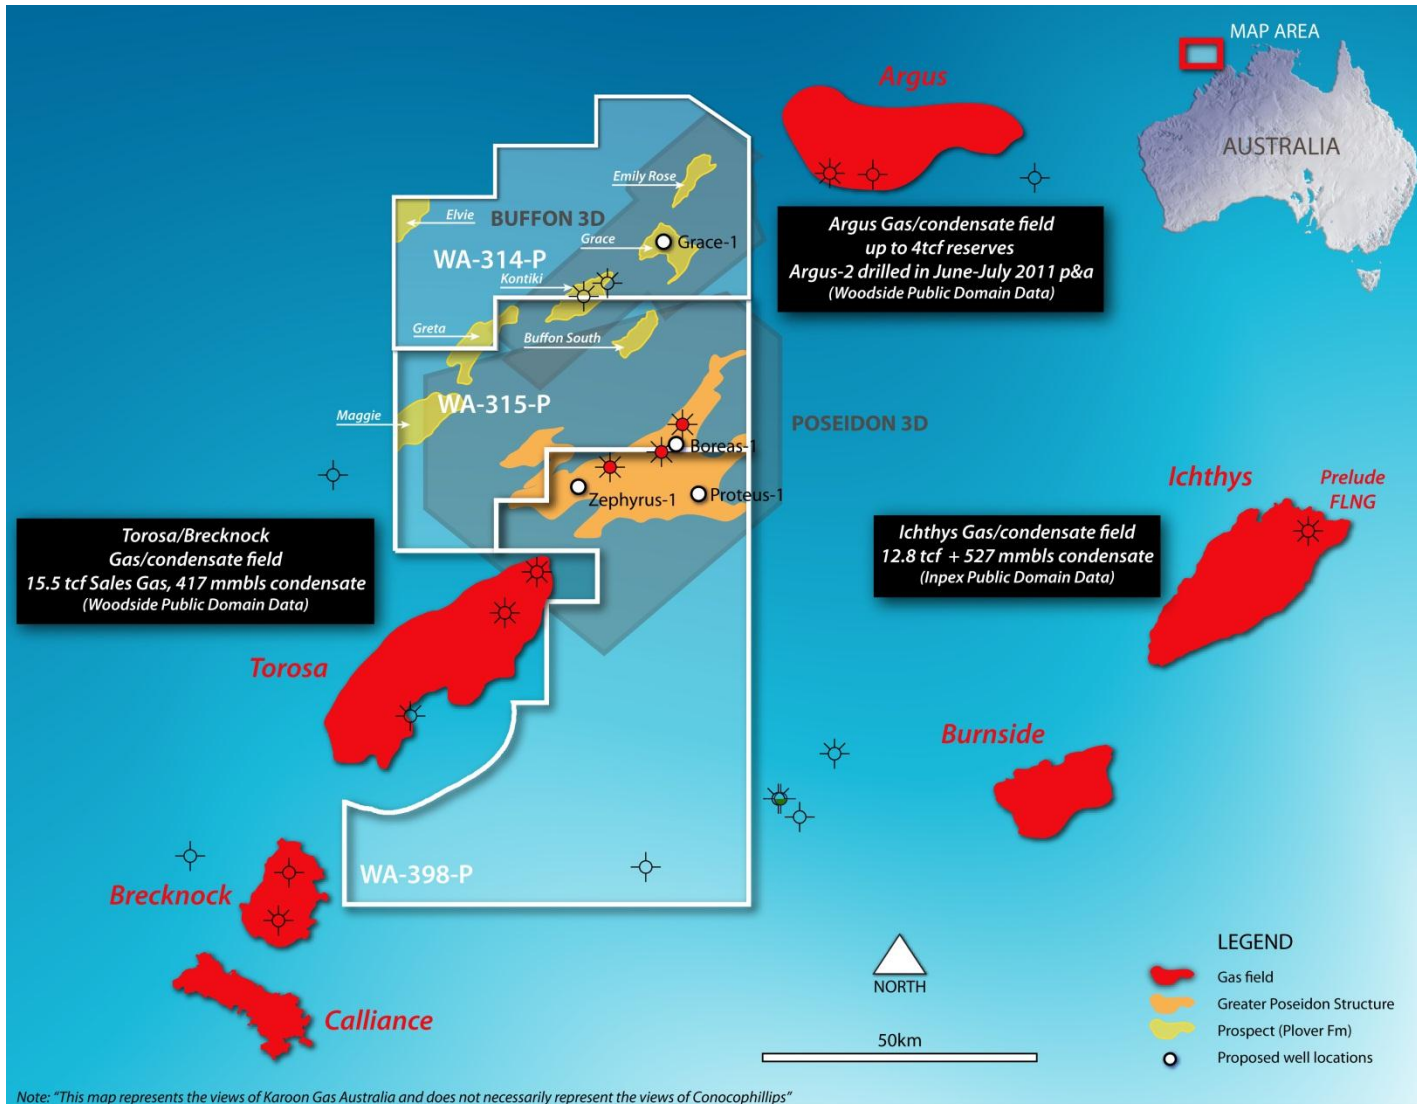 MAP AREA
AUSTRALIA
Argus
Emily Rose
Elvie
BUFFON 3D
Grace
Grace-1
WA-314-P
Kontiki
Argus Gas/condensate field
up to 4tcf reserves
Argus-2 drilled in June-July 2011 p&a
(Woodside Public Domain Data)
Greta
Buffon South
Maggie
WA-315-P
POSEIDON 3D
Boreas-1
Zephyrus-1
Proteus-1
Ichthys
Prelude
FLNG
Torosa/Brecknock
Gas/condensate field
15.5 tcf Sales Gas, 417 mmbls condensate
(Woodside Public Domain Data)
Ichthys Gas/condensate field
12.8 tcf + 527 mmbls condensate
(Inpex Public Domain Data)
Torosa
Burnside
WA-398-P
Brecknock
Calliance
NORTH
50km
LEGEND
Gas field
Greater Poseidon Structure
Prospect (Plover Fm)
Proposed well locations
Note: "This map represents the views of Karoon Gas Australia and does not necessarily represent the views of Conocophillips"